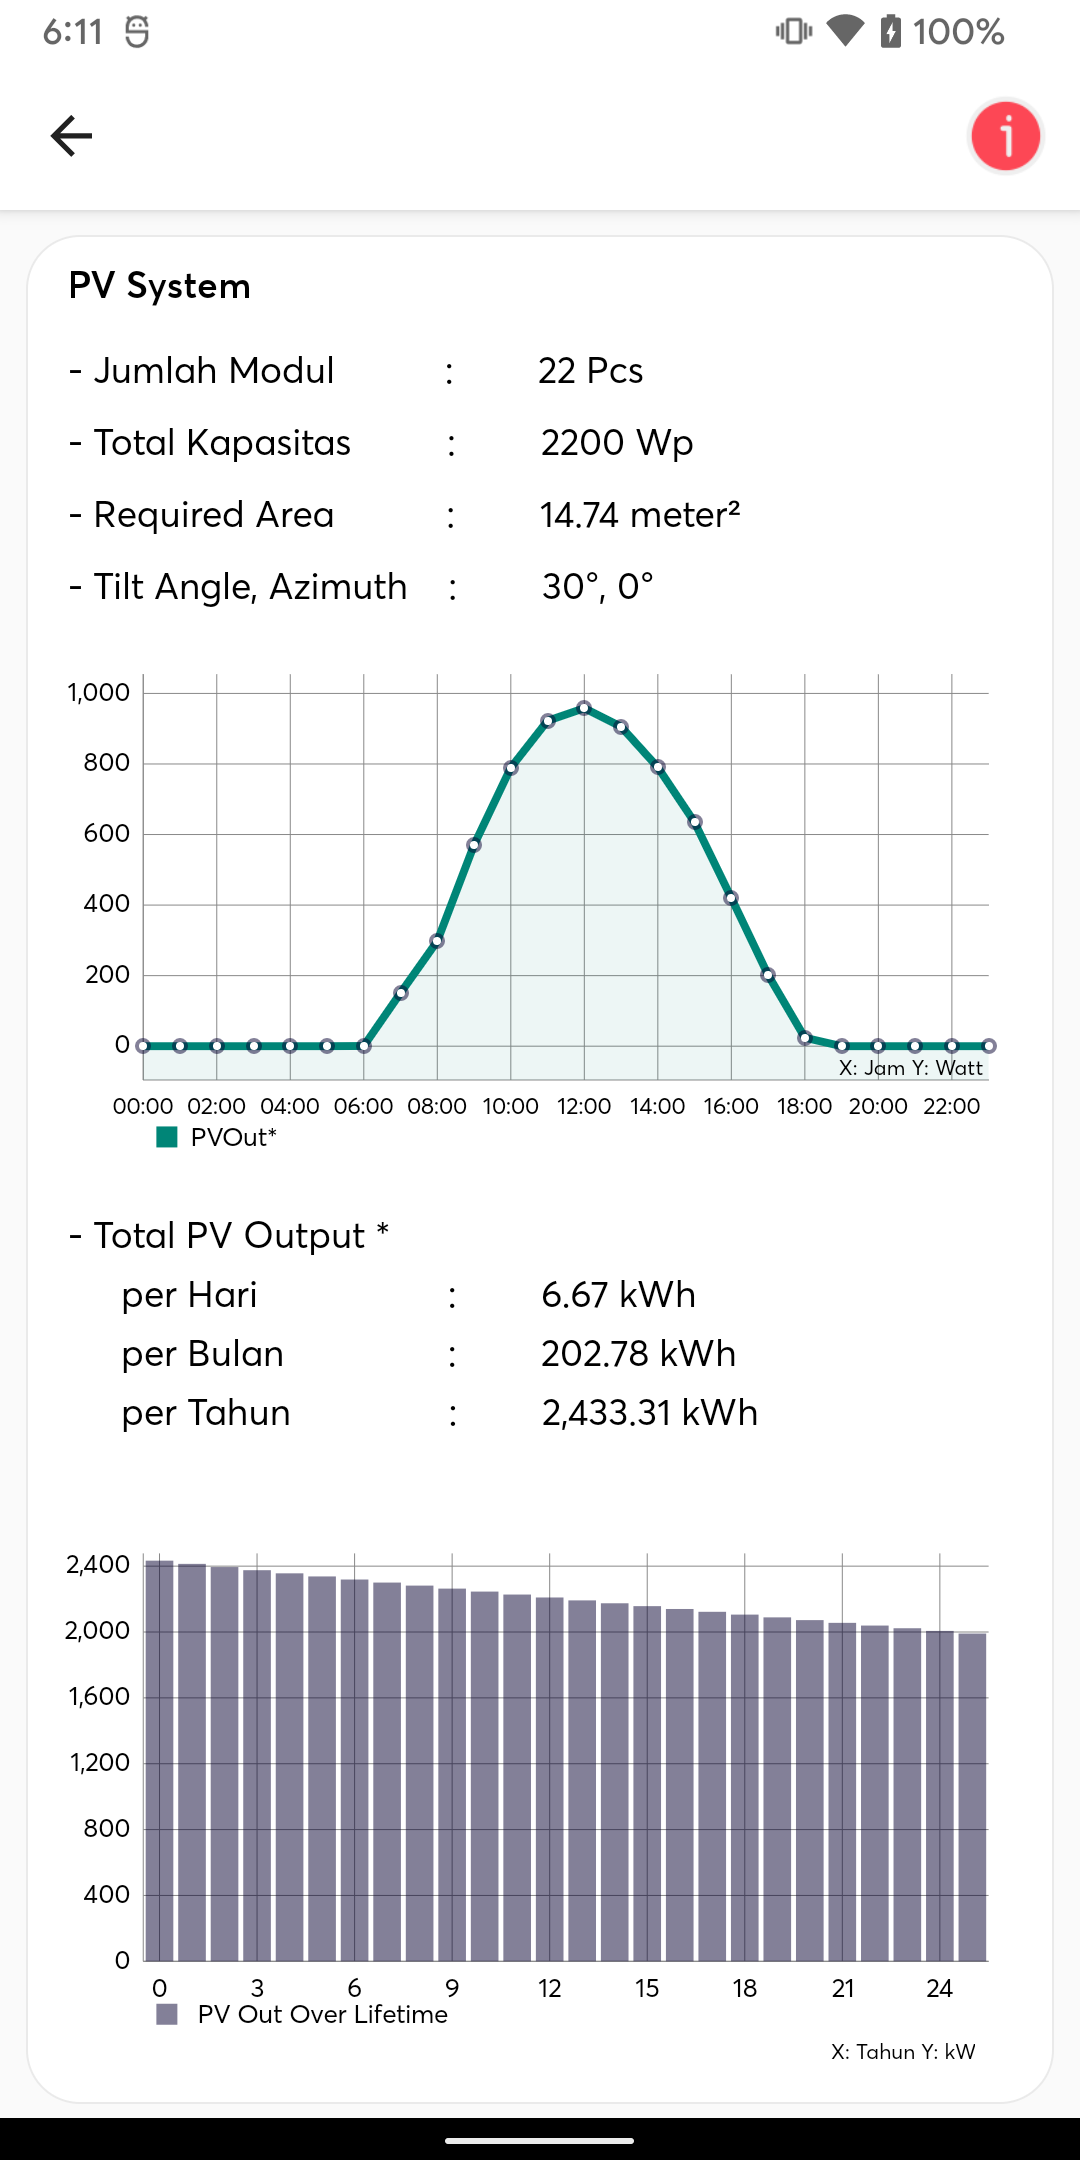 6:11 100%
i
PV System
- Jumlah Modul : 22 Pcs
- Total Kapasitas : 2200 Wp
- Required Area : 14.74 meter²
- Tilt Angle, Azimuth : 30°, 0°
1,000
800
600
400
200
0
X: Jam Y: Watt
00:00 02:00 04:00 06:00 08:00 10:00 12:00 14:00 16:00 18:00 20:00 22:00
PVOut*
- Total PV Output *
per Hari : 6.67 kWh
per Bulan : 202.78 kWh
per Tahun : 2,433.31 kWh
2,400
2,000
1,600
1,200
800
400
0
0 3 6 9 12 15 18 21 24
PV Out Over Lifetime
X: Tahun Y: kW